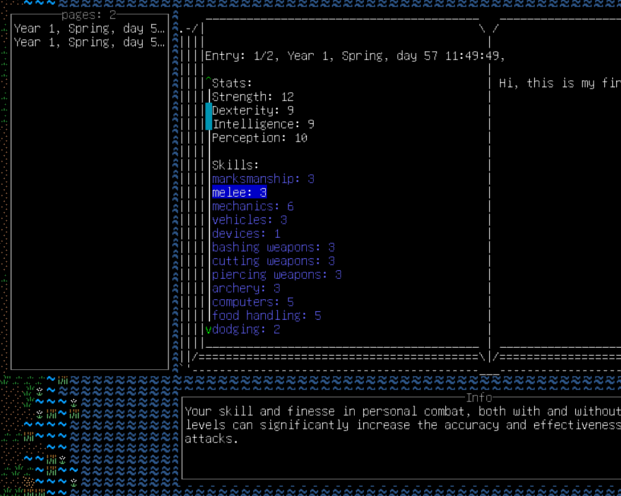 pages: 2
Year 1, Spring, day 5…
Year 1, Spring, day 5…
Entry: 1/2, Year 1, Spring, day 57 11:49:49,
Stats:
Strength: 12
Dexterity: 9
Intelligence: 9
Perception: 10
Skills:
marksmanship: 3
melee: 3
mechanics: 6
vehicles: 3
devices: 1
bashing weapons: 3
cutting weapons: 3
piercing weapons: 3
archery: 3
computers: 5
food handling: 5
dodging: 2
Hi, this is my fir
Info
Your skill and finesse in personal combat, both with and without
levels can significantly increase the accuracy and effectiveness
attacks.